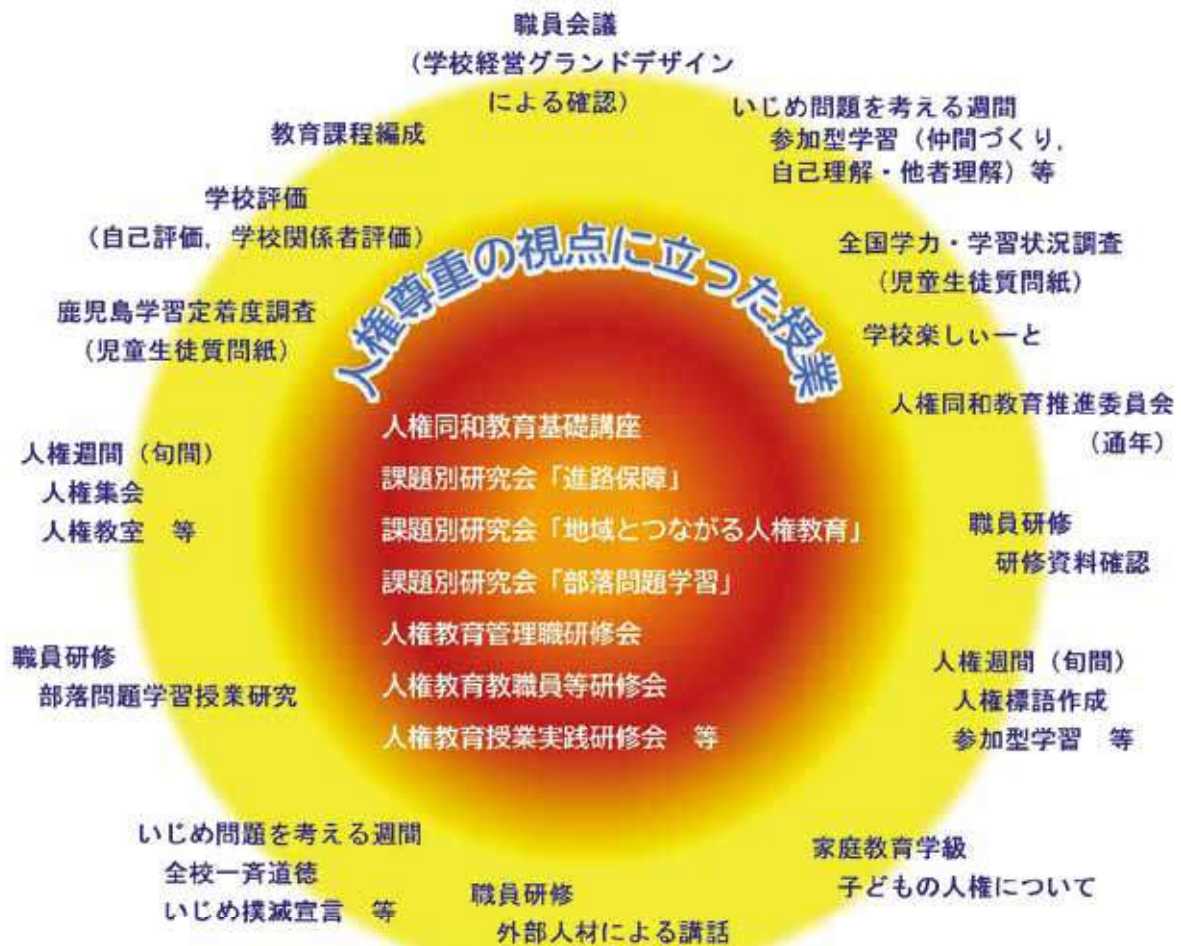 職員会議
（学校経営グランドデザイン
による確認）
いじめ問題を考える週間
参加型学習（仲間づくり，
自己理解・他者理解）等
全国学力・学習状況調査
（児童生徒質問紙）
学校楽しぃーと
人権同和教育推進委員会
（通年）
職員研修
研修資料確認
人権週間（旬間）
人権標語作成
参加型学習　等
家庭教育学級
子どもの人権について
職員研修
外部人材による講話
いじめ問題を考える週間
全校一斉道徳
いじめ撲滅宣言　等
職員研修
部落問題学習授業研究
人権週間（旬間）
人権集会
人権教室　等
鹿児島学習定着度調査
（児童生徒質問紙）
学校評価
（自己評価，学校関係者評価）
教育課程編成
人権尊重の視点に立った授業
人権同和教育基礎講座
課題別研究会「進路保障」
課題別研究会「地域とつながる人権教育」
課題別研究会「部落問題学習」
人権教育管理職研修会
人権教育教職員等研修会
人権教育授業実践研修会　等